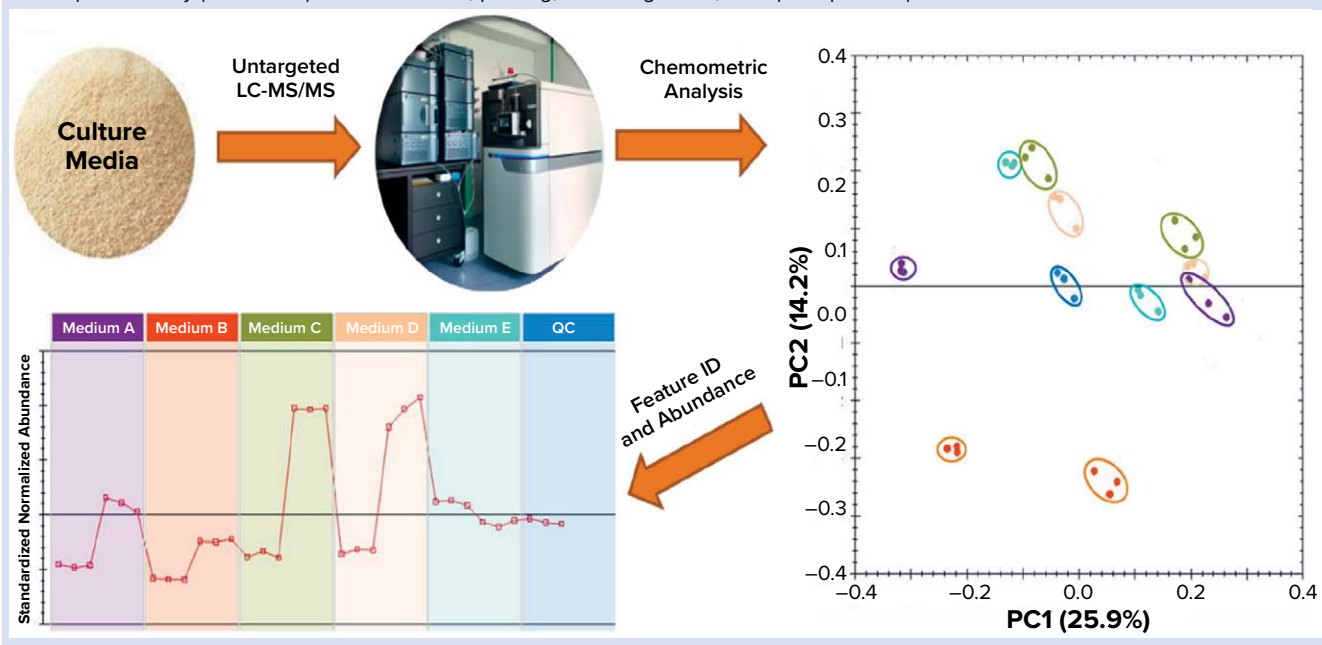 Culture
Media
Untargeted
LC-MS/MS
Chemometric
Analysis
0.4
0.3
0.2
0.1
0.0
–0.1
–0.2
–0.3
–0.4
PC2 (14.2%)
–0.4
–0.2
0.0
0.2
0.4
PC1 (25.9%)
Feature ID
and Abundance
Medium A
Medium B
Medium C
Medium D
Medium E
QC
Standardized Normalized Abundance